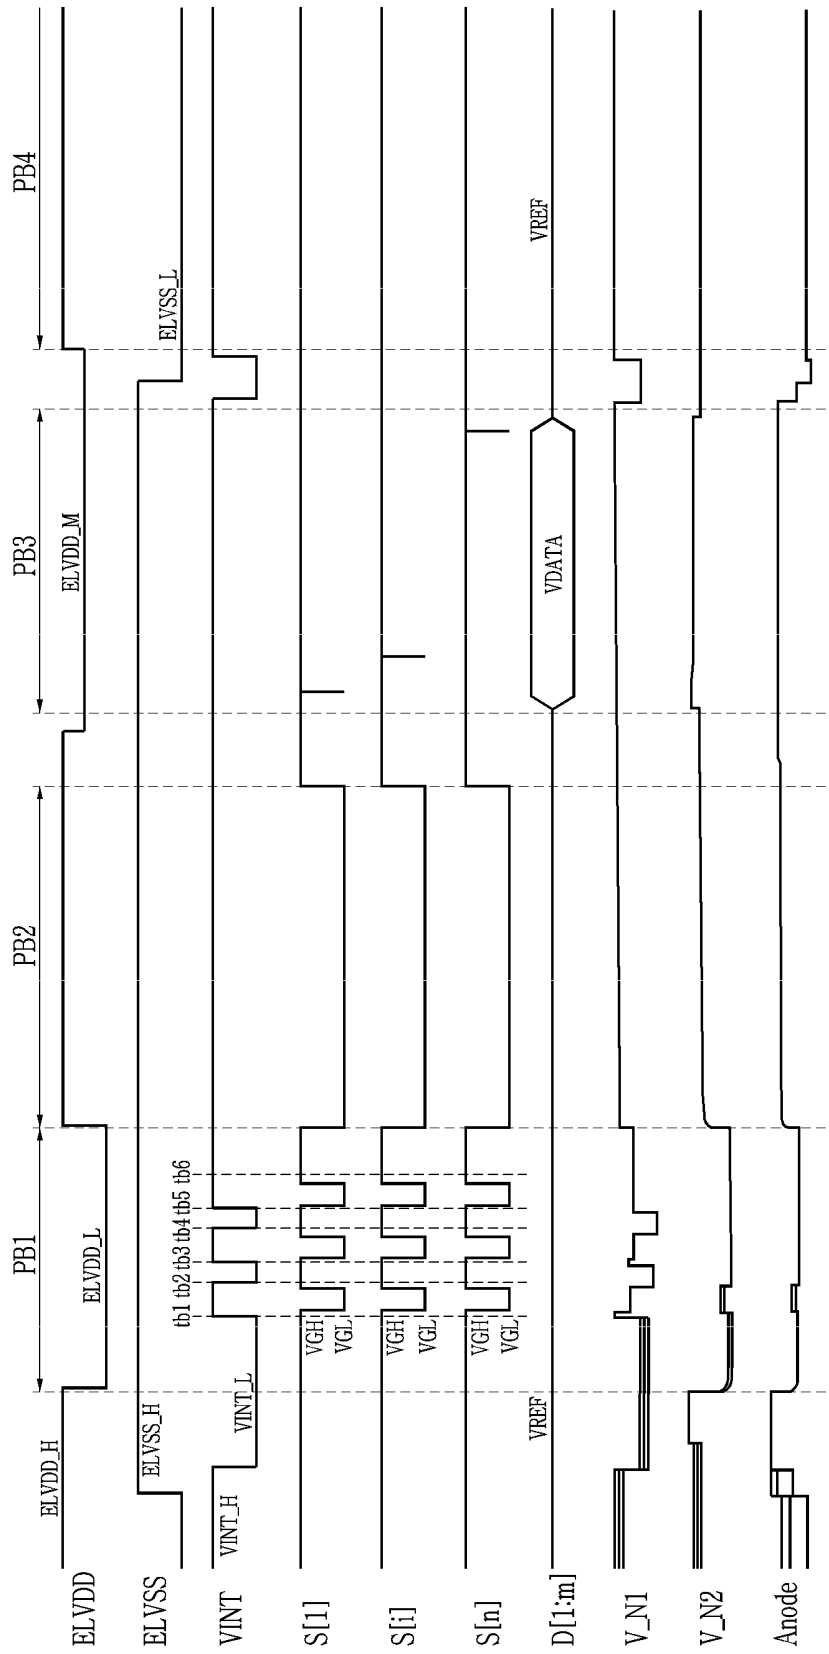 PB1
PB2
PB3
PB4
ELVDD
ELVDD_H
ELVDD_L
ELVDD_M
ELVSS
ELVSS_H
ELVSS_L
VINT
VINT_H
VINT_L
tb1 tb2 tb3 tb4 tb5 tb6
S[1]
VGH
VGL
S[i]
VGH
VGL
S[n]
VGH
VGL
D[1:m]
VREF
VDATA
VREF
V_N1
V_N2
Anode